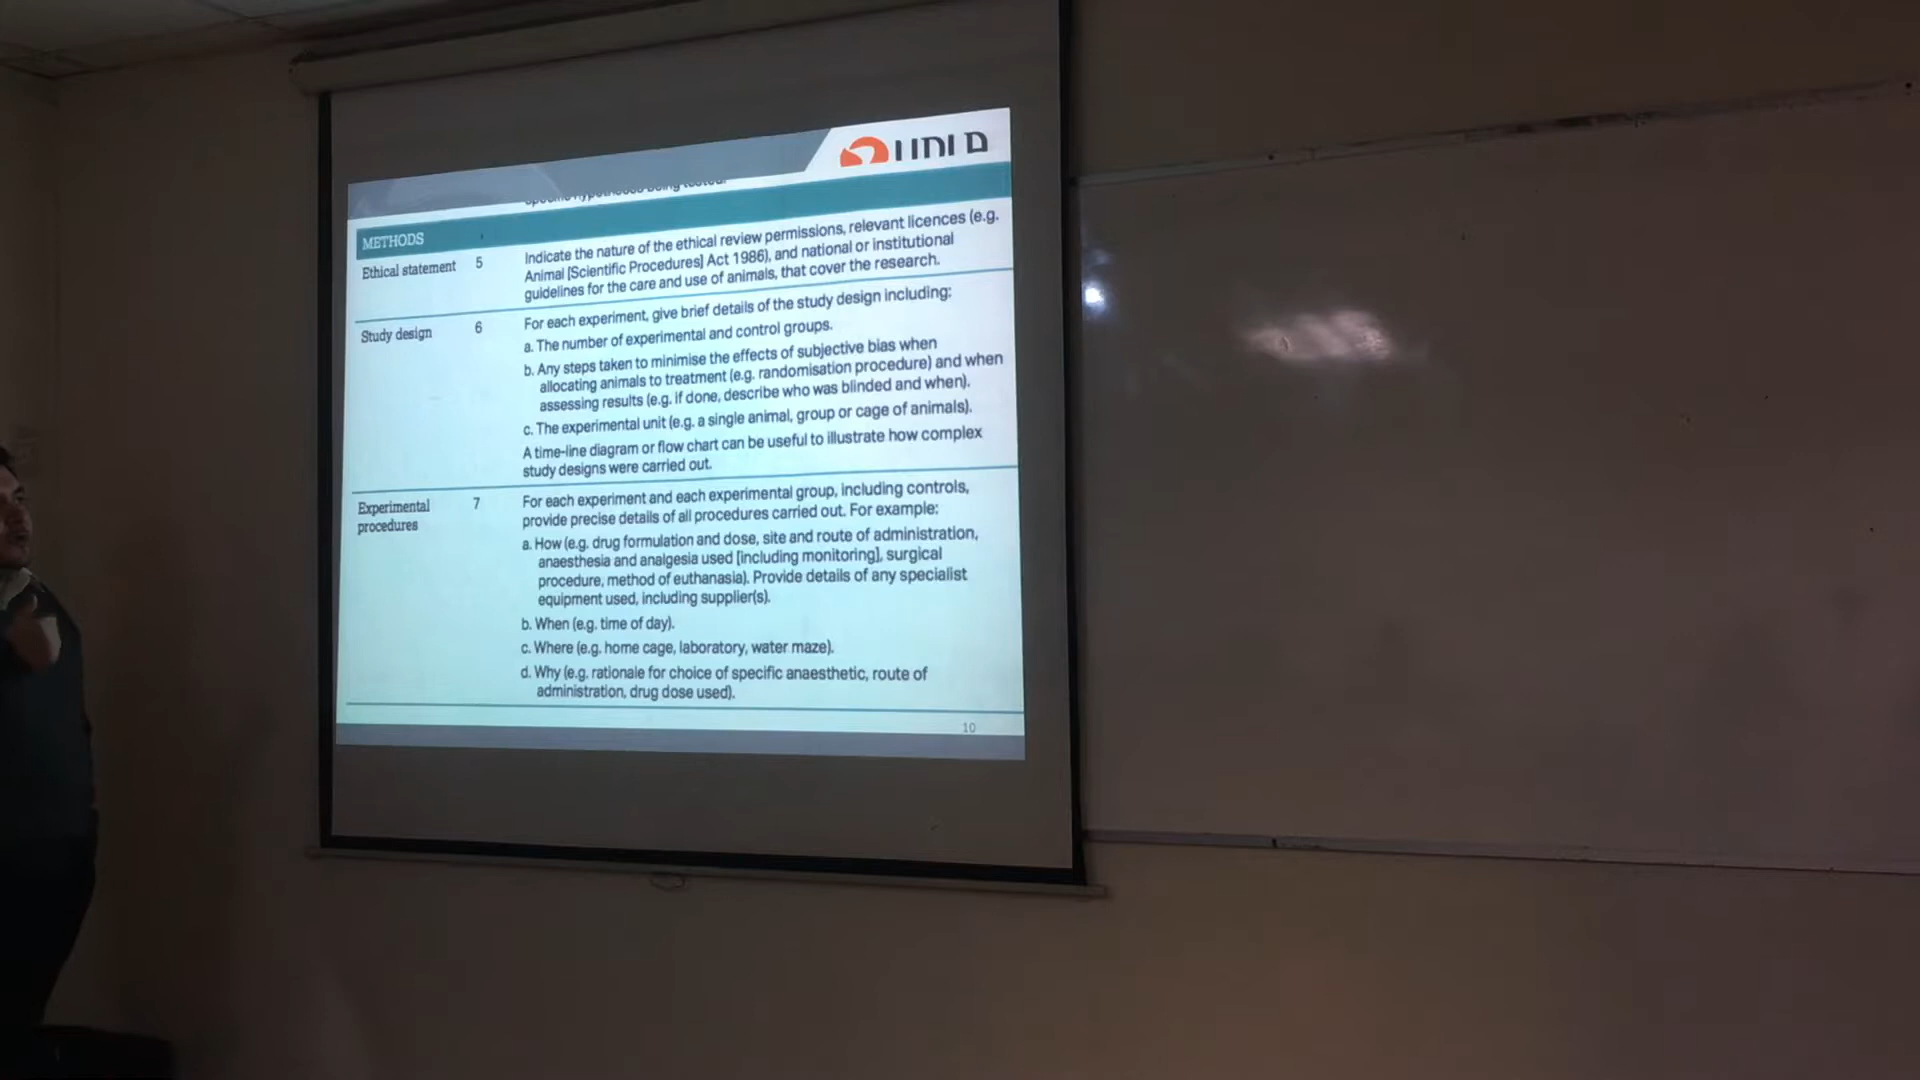 specific hypotheses being tested.
METHODS
Ethical statement 5 Indicate the nature of the ethical review permissions, relevant licences (e.g.
Animal [Scientific Procedures] Act 1986), and national or institutional
guidelines for the care and use of animals, that cover the research.
Study design 6 For each experiment, give brief details of the study design including:
a. The number of experimental and control groups.
b. Any steps taken to minimise the effects of subjective bias when
allocating animals to treatment (e.g. randomisation procedure) and when
assessing results (e.g. if done, describe who was blinded and when).
c. The experimental unit (e.g. a single animal, group or cage of animals).
A time-line diagram or flow chart can be useful to illustrate how complex
study designs were carried out.
Experimental 7 For each experiment and each experimental group, including controls,
procedures provide precise details of all procedures carried out. For example:
a. How (e.g. drug formulation and dose, site and route of administration,
anaesthesia and analgesia used [including monitoring], surgical
procedure, method of euthanasia). Provide details of any specialist
equipment used, including supplier(s).
b. When (e.g. time of day).
c. Where (e.g. home cage, laboratory, water maze).
d. Why (e.g. rationale for choice of specific anaesthetic, route of
administration, drug dose used).
10